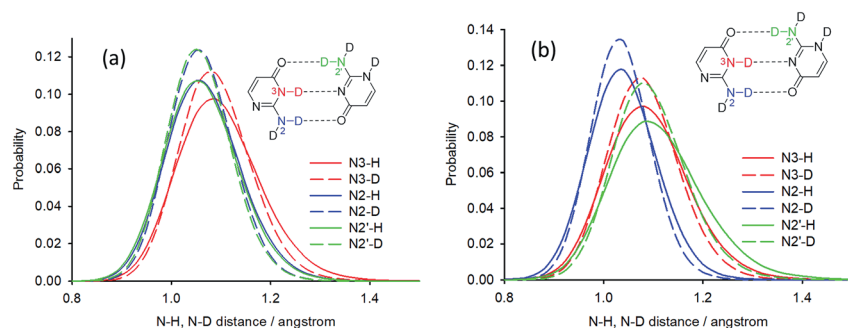 (a)
0.14
0.12
0.10
0.08
0.06
0.04
0.02
0.00
Probability
0.8
1.0
1.2
1.4
N-H, N-D distance / angstrom
O
D
D
N
2'
N
D
3
N
D
N
N
N
N
2
D
D
O
N3-H
N3-D
N2-H
N2-D
N2'-H
N2'-D
(b)
0.14
0.12
0.10
0.08
0.06
0.04
0.02
0.00
Probability
0.8
1.0
1.2
1.4
N-H, N-D distance / angstrom
D
D
N
2'
D
N
O
3
N
D
N
N
N
N
2
D
D
O
N3-H
N3-D
N2-H
N2-D
N2'-H
N2'-D